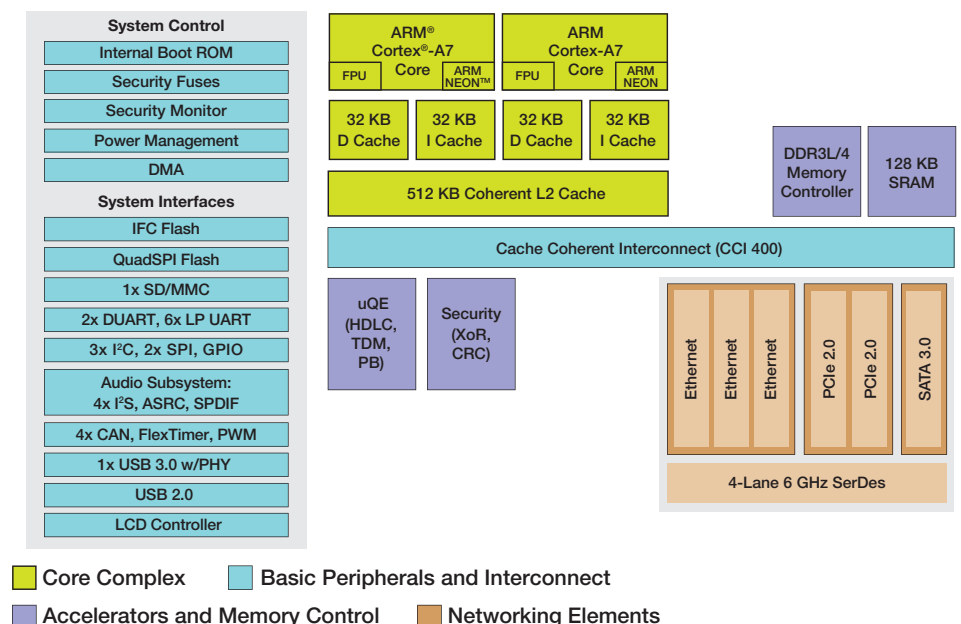 System Control
Internal Boot ROM
Security Fuses
Security Monitor
Power Management
DMA
System Interfaces
IFC Flash
QuadSPI Flash
1x SD/MMC
2x DUART, 6x LP UART
3x I²C, 2x SPI, GPIO
Audio Subsystem:
4x I²S, ASRC, SPDIF
4x CAN, FlexTimer, PWM
1x USB 3.0 w/PHY
USB 2.0
LCD Controller
ARM®
Cortex®-A7
Core
FPU
ARM
NEON™
ARM
Cortex-A7
Core
FPU
ARM
NEON
32 KB
D Cache
32 KB
I Cache
32 KB
D Cache
32 KB
I Cache
512 KB Coherent L2 Cache
DDR3L/4
Memory
Controller
128 KB
SRAM
Cache Coherent Interconnect (CCI 400)
uQE
(HDLC,
TDM,
PB)
Security
(XoR,
CRC)
Ethernet
Ethernet
Ethernet
PCIe 2.0
PCIe 2.0
SATA 3.0
4-Lane 6 GHz SerDes
Core Complex
Basic Peripherals and Interconnect
Accelerators and Memory Control
Networking Elements